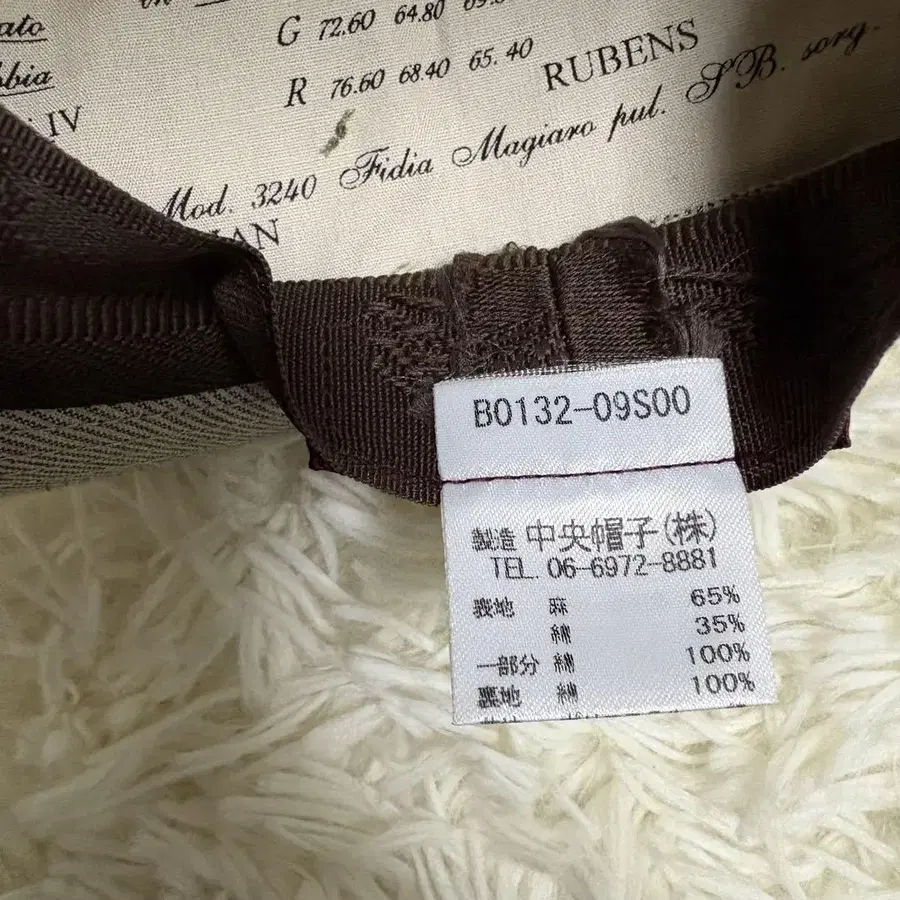 G 72.60 64.80
R 76.60 68.40 65.40
RUBENS
IV
Mod. 3240 Fidia Magiaro pul. SB. sorg.
B0132-09S00
製造 中央帽子(株)
TEL. 06-6972-8881
表地 麻 65%
綿 35%
一部分 綿 100%
裏地 綿 100%